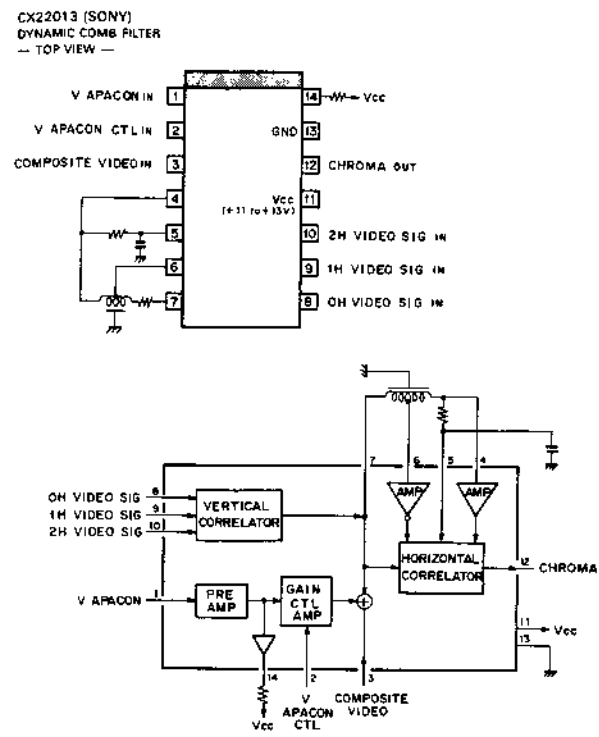 CX22013 (SONY)
DYNAMIC COMB FILTER
— TOP VIEW —
V APACON IN 1
14 Vcc
V APACON CTL IN 2
GND 13
COMPOSITE VIDEO IN 3
12 CHROMA OUT
4
Vcc 11
(+11 to +13V)
5
10 2H VIDEO SIG IN
6
9 1H VIDEO SIG IN
7
8 0H VIDEO SIG IN
7 6 5 4
0H VIDEO SIG 8
1H VIDEO SIG 9
2H VIDEO SIG 10
VERTICAL
CORRELATOR
AMP
AMP
HORIZONTAL
CORRELATOR
12 CHROMA
V APACON 1
PRE
AMP
GAIN
CTL
AMP
11
Vcc
13
14
2
3
Vcc
V
APACON
CTL
COMPOSITE
VIDEO